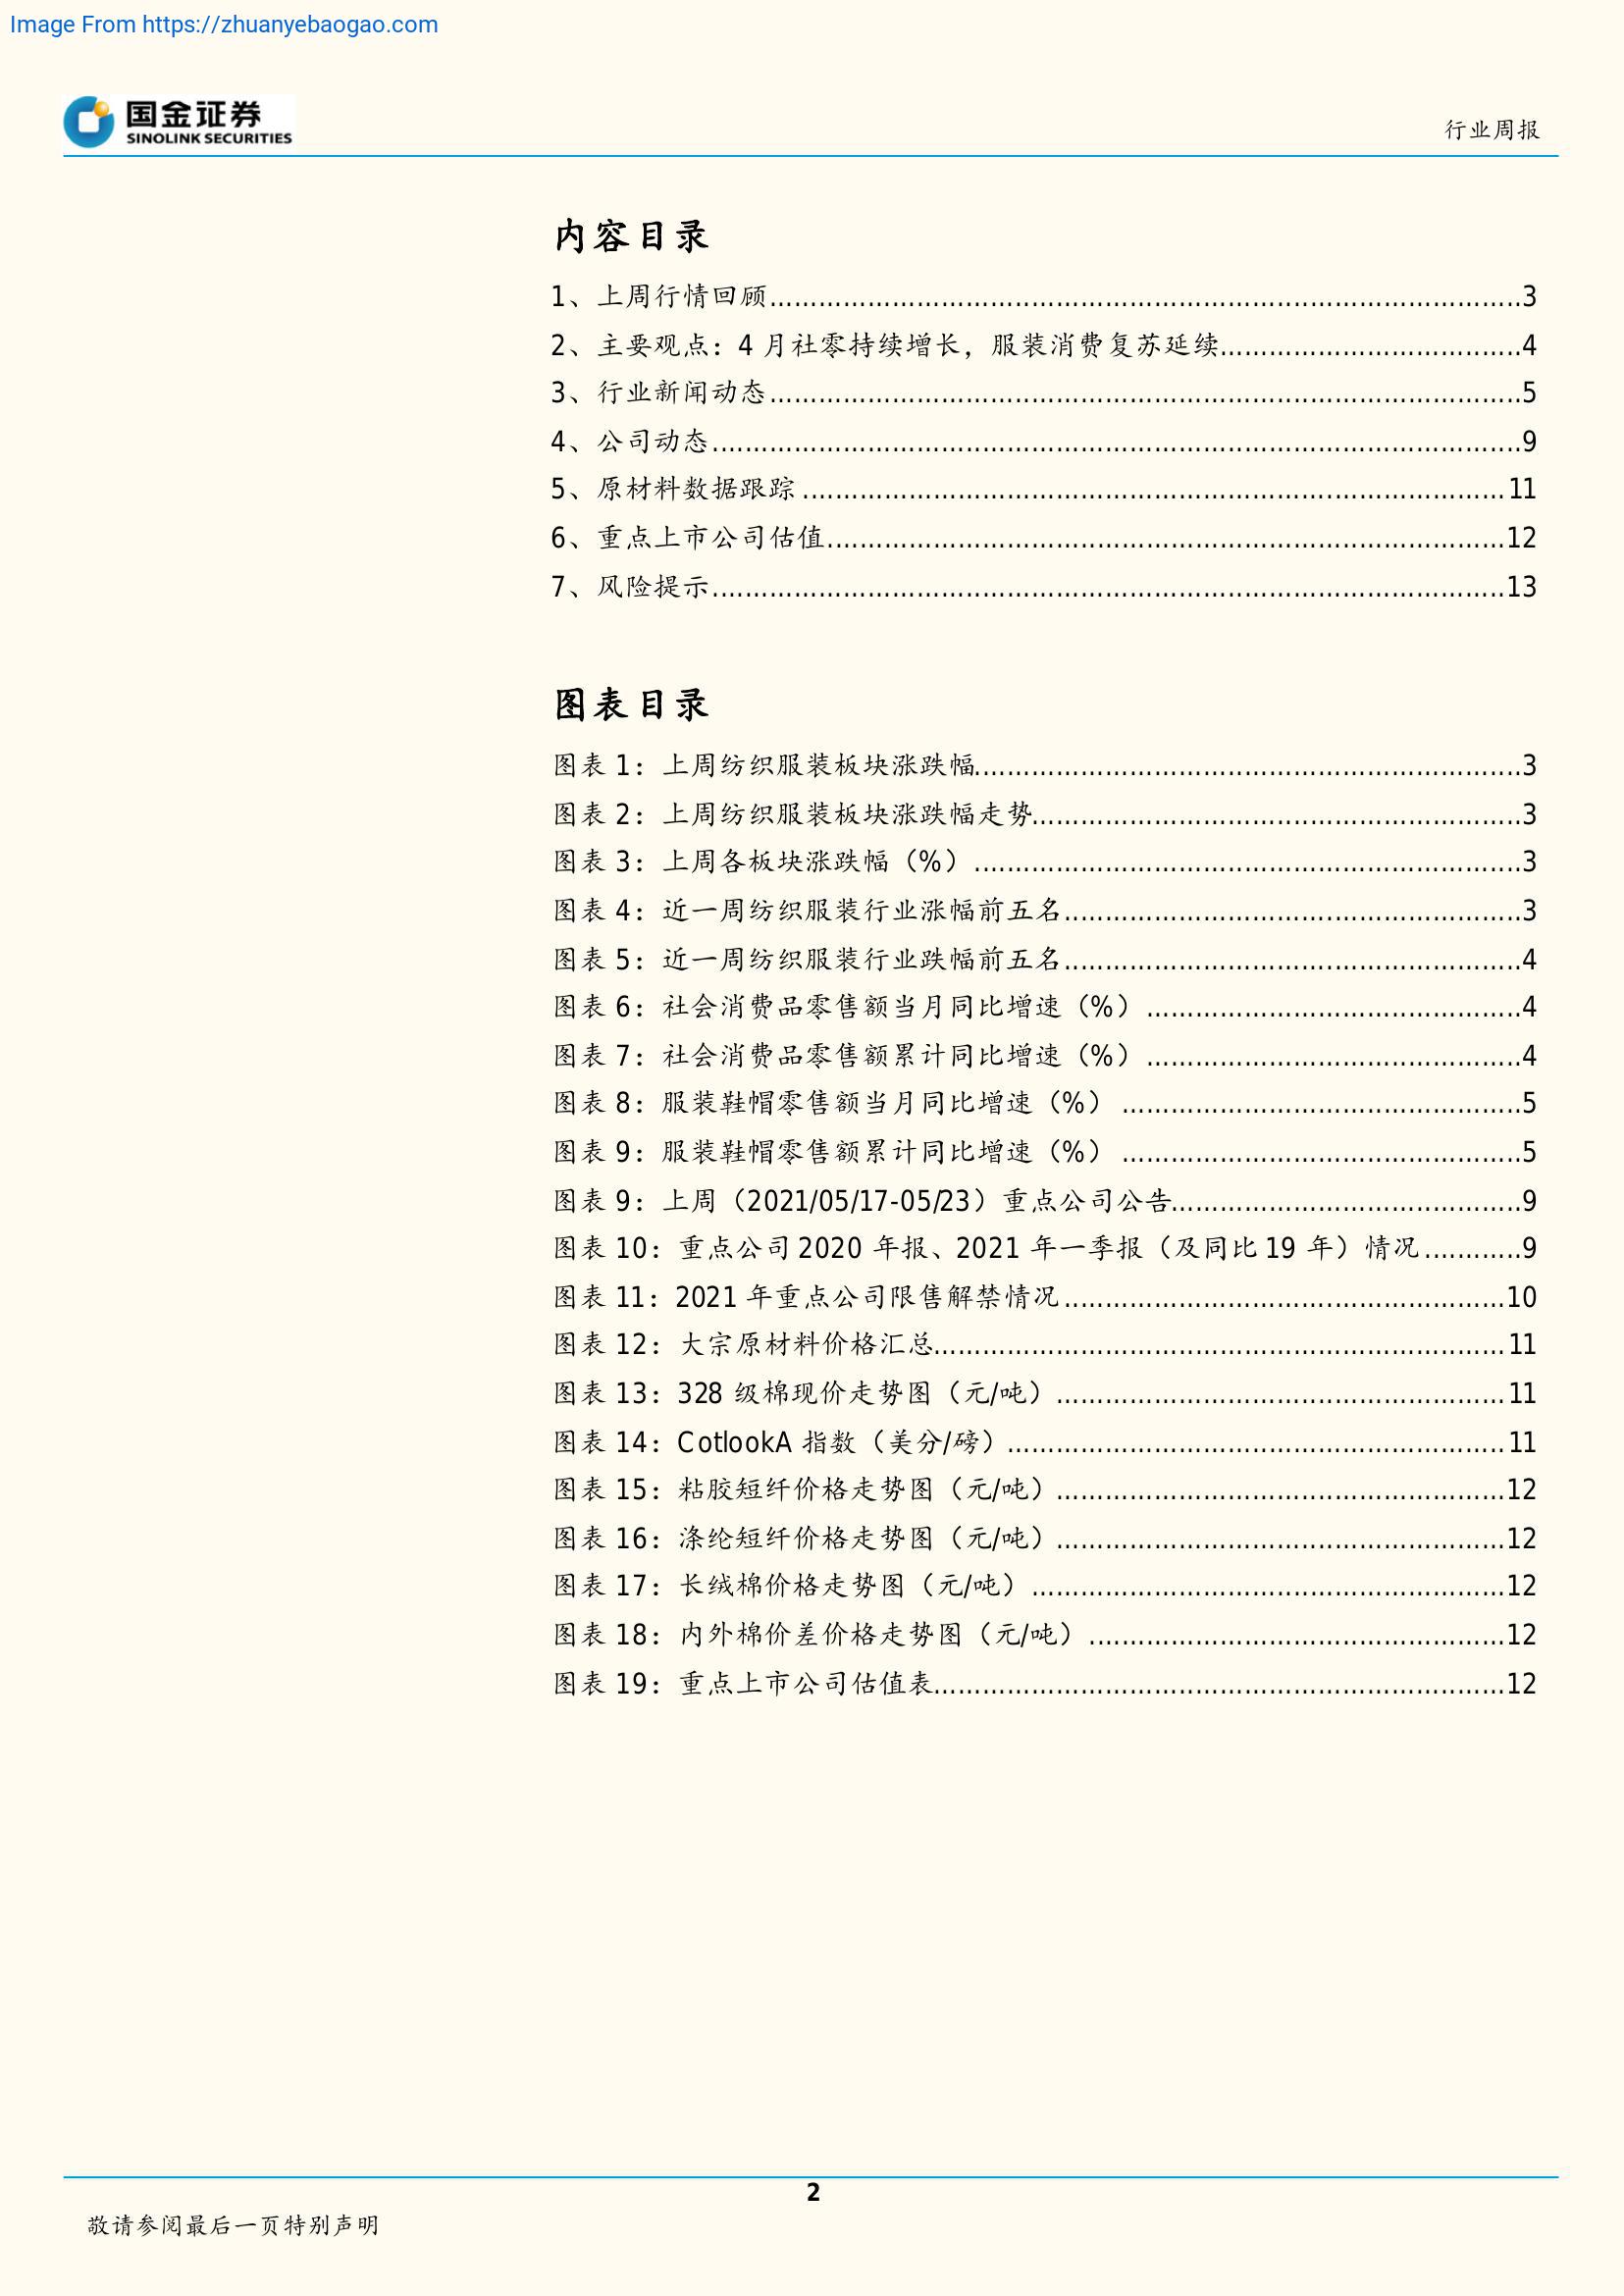 Image From https://zhuanyebaogao.com
国金证券
SINOLINK SECURITIES
行业周报
内容目录
1、上周行情回顾........................................3
2、主要观点：4 月社零持续增长，服装消费复苏延续........................................4
3、行业新闻动态........................................5
4、公司动态........................................9
5、原材料数据跟踪........................................11
6、重点上市公司估值........................................12
7、风险提示........................................13
图表目录
图表 1：上周纺织服装板块涨跌幅........................................3
图表 2：上周纺织服装板块涨跌幅走势........................................3
图表 3：上周各板块涨跌幅（%）........................................3
图表 4：近一周纺织服装行业涨幅前五名........................................3
图表 5：近一周纺织服装行业跌幅前五名........................................4
图表 6：社会消费品零售额当月同比增速（%）........................................4
图表 7：社会消费品零售额累计同比增速（%）........................................4
图表 8：服装鞋帽零售额当月同比增速（%）........................................5
图表 9：服装鞋帽零售额累计同比增速（%）........................................5
图表 9：上周（2021/05/17-05/23）重点公司公告........................................9
图表 10：重点公司 2020 年报、2021 年一季报（及同比 19 年）情况............9
图表 11：2021 年重点公司限售解禁情况........................................10
图表 12：大宗原材料价格汇总........................................11
图表 13：328 级棉现价走势图（元/吨）........................................11
图表 14：CotlookA 指数（美分/磅）........................................11
图表 15：粘胶短纤价格走势图（元/吨）........................................12
图表 16：涤纶短纤价格走势图（元/吨）........................................12
图表 17：长绒棉价格走势图（元/吨）........................................12
图表 18：内外棉价差价格走势图（元/吨）........................................12
图表 19：重点上市公司估值表........................................12
2
敬请参阅最后一页特别声明